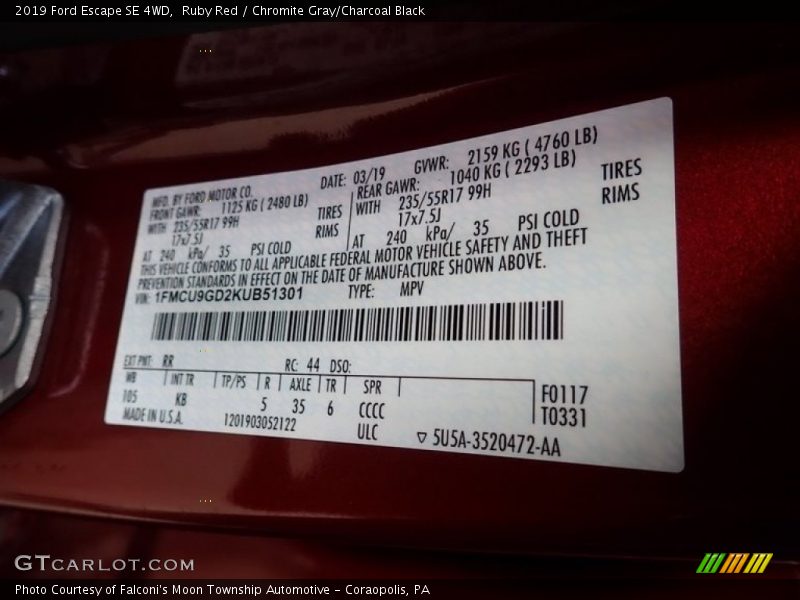 2019 Ford Escape SE 4WD,  Ruby Red / Chromite Gray/Charcoal Black
MFD. BY FORD MOTOR CO.
DATE: 03/19
GVWR: 2159 KG ( 4760 LB)
FRONT GAWR: 1125 KG ( 2480 LB)
REAR GAWR: 1040 KG ( 2293 LB)
WITH 235/55R17 99H TIRES
WITH 235/55R17 99H TIRES
17x7.5J RIMS
17x7.5J RIMS
AT 240 kPa/ 35 PSI COLD
AT 240 kPa/ 35 PSI COLD
THIS VEHICLE CONFORMS TO ALL APPLICABLE FEDERAL MOTOR VEHICLE SAFETY AND THEFT
PREVENTION STANDARDS IN EFFECT ON THE DATE OF MANUFACTURE SHOWN ABOVE.
VIN: 1FMCU9GD2KUB51301
TYPE: MPV
EXT PNT: RR
RC: 44 DSO:
WB INT TR TP/PS R AXLE TR SPR
105 KB 5 35 6 CCCC
F0117
T0331
MADE IN U.S.A.
1201903052122
ULC
▽ 5U5A-3520472-AA
GTCARLOT.COM
Photo Courtesy of Falconi's Moon Township Automotive - Coraopolis, PA